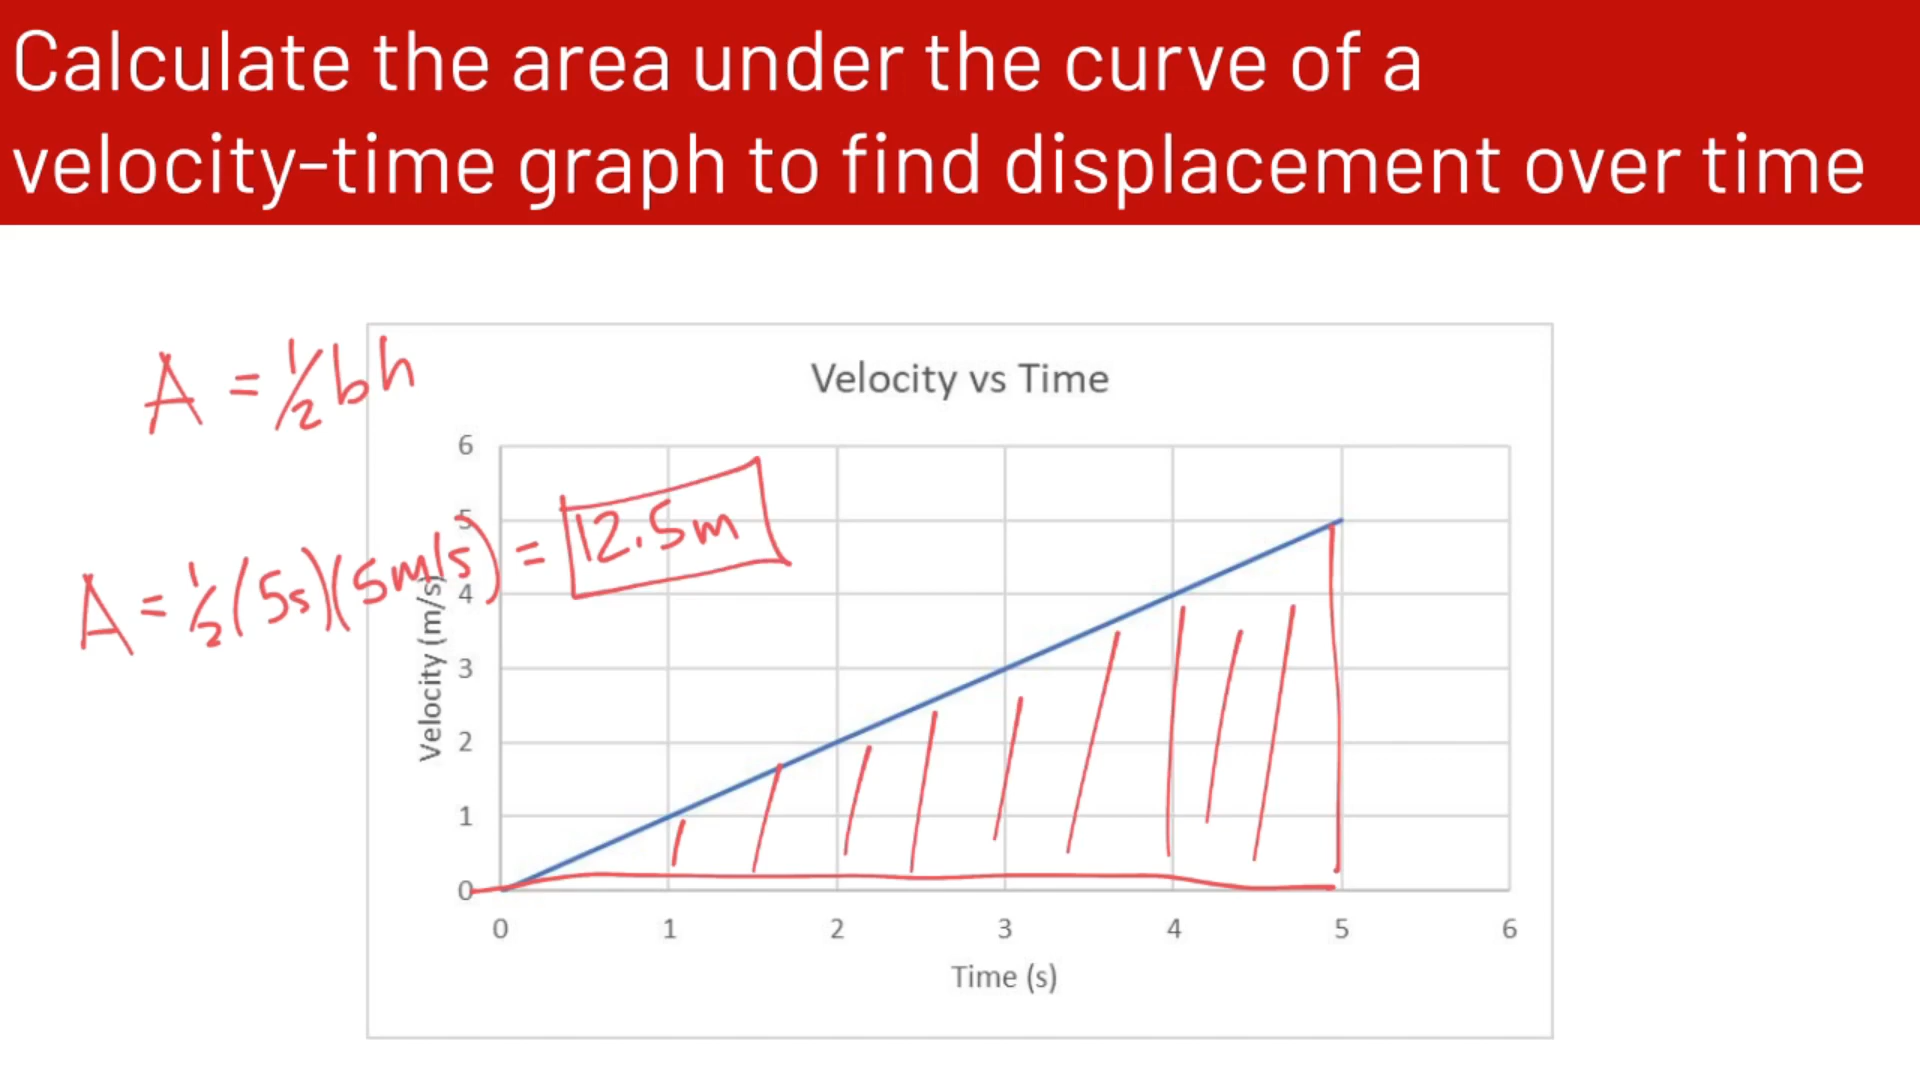 Calculate the area under the curve of a
velocity-time graph to find displacement over time
A = ½bh
Velocity vs Time
A = ½(5s)(5m/s) = 12.5m
Velocity (m/s)
6
5
4
3
2
1
0
0 1 2 3 4 5 6
Time (s)